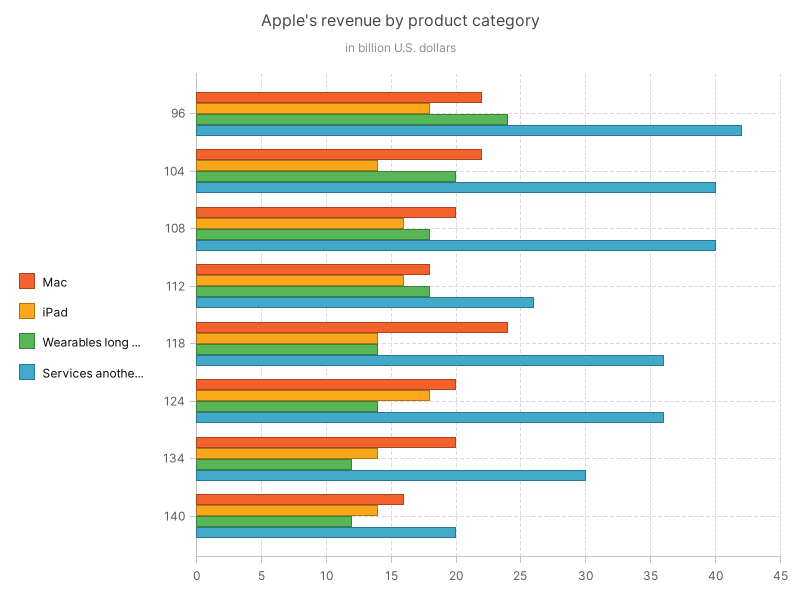 Apple's revenue by product category
in billion U.S. dollars
96
104
108
112
118
124
134
140
Mac
iPad
Wearables long ...
Services anothe...
0 5 10 15 20 25 30 35 40 45